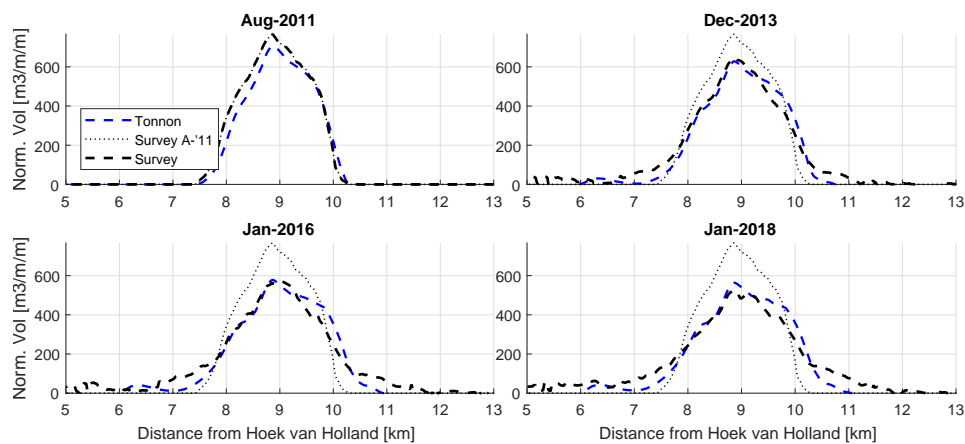 Aug-2011
Norm. Vol [m3/m/m]
600
400
200
0
Tonnon
Survey A-'11
Survey
5 6 7 8 9 10 11 12 13
Dec-2013
600
400
200
0
5 6 7 8 9 10 11 12 13
Jan-2016
Norm. Vol [m3/m/m]
600
400
200
0
5 6 7 8 9 10 11 12 13
Distance from Hoek van Holland [km]
Jan-2018
600
400
200
0
5 6 7 8 9 10 11 12 13
Distance from Hoek van Holland [km]